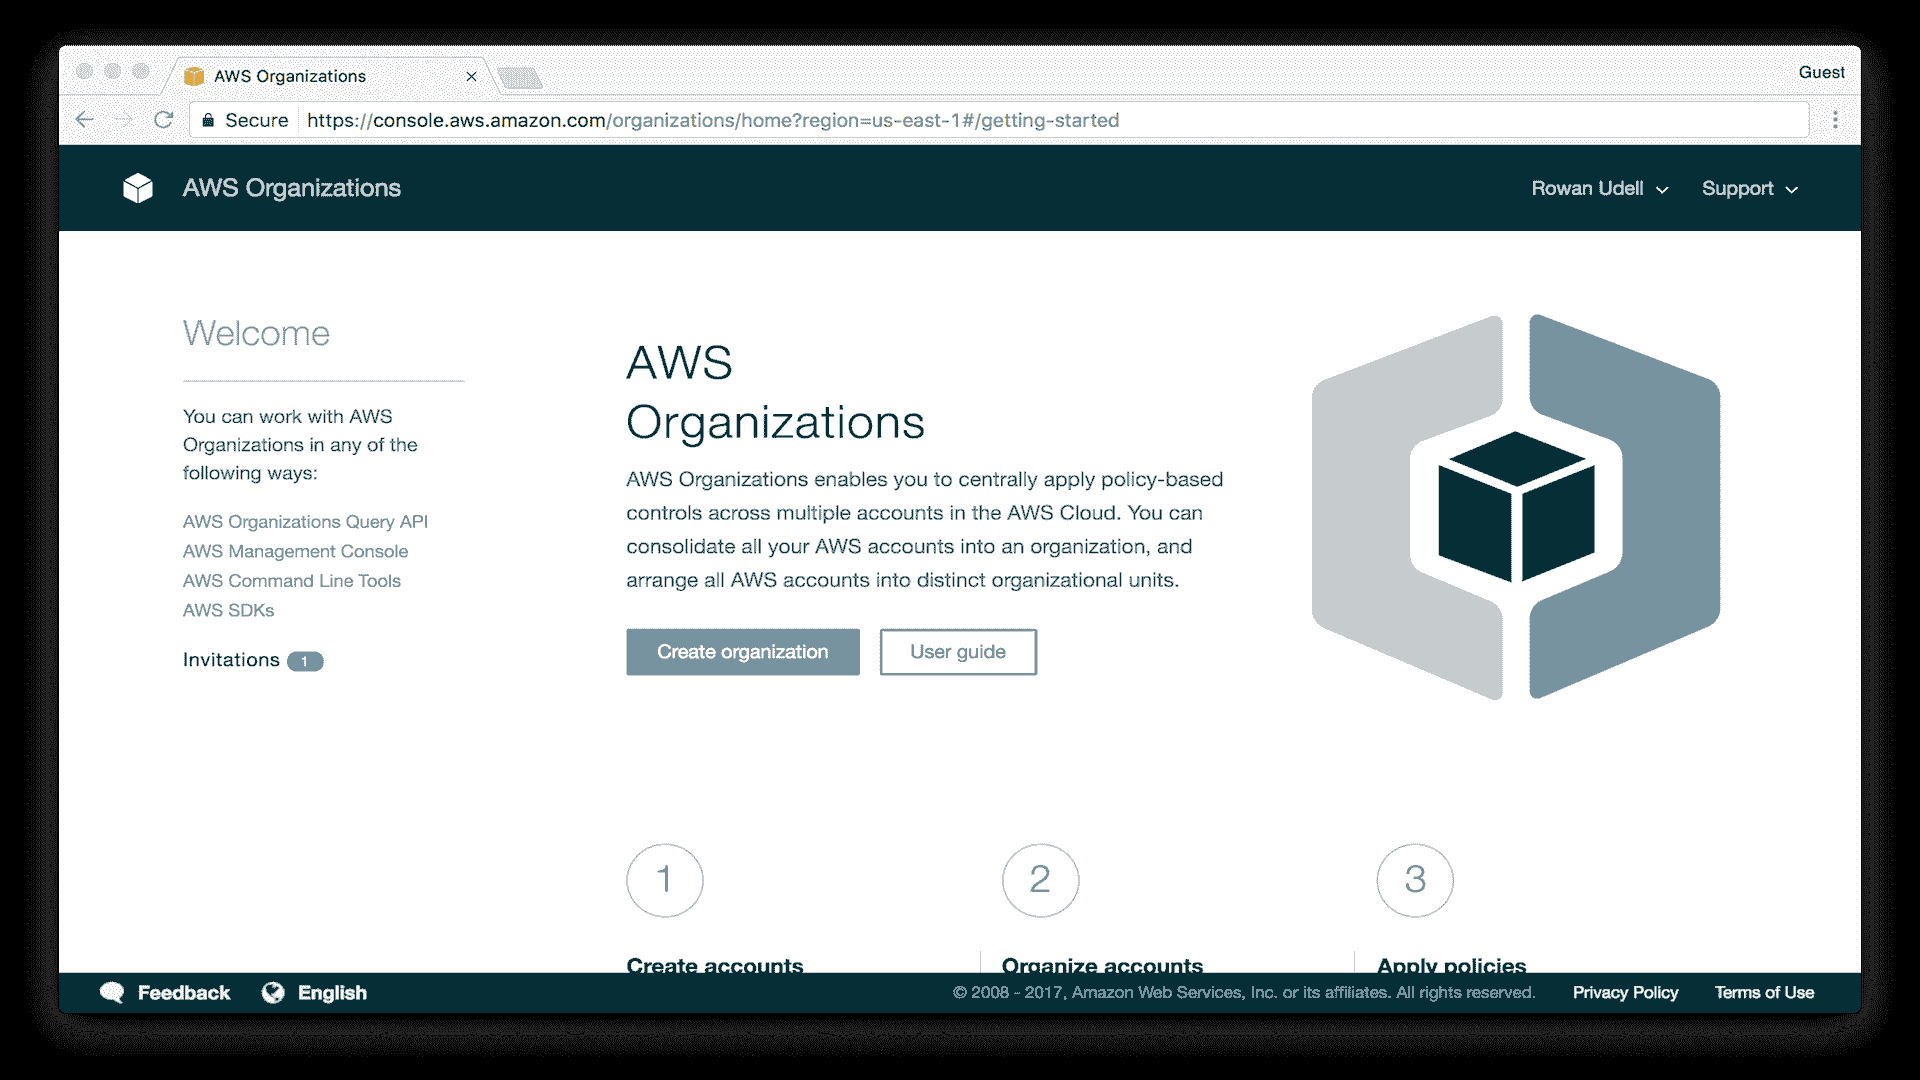 AWS Organizations
Guest
Secure
https://console.aws.amazon.com/organizations/home?region=us-east-1#/getting-started
AWS Organizations
Rowan Udell
Support
Welcome
You can work with AWS
Organizations in any of the
following ways:
AWS Organizations Query API
AWS Management Console
AWS Command Line Tools
AWS SDKs
Invitations 1
AWS
Organizations
AWS Organizations enables you to centrally apply policy-based
controls across multiple accounts in the AWS Cloud. You can
consolidate all your AWS accounts into an organization, and
arrange all AWS accounts into distinct organizational units.
Create organization
User guide
1
2
3
Create accounts
Organize accounts
Apply policies
Feedback
English
© 2008 - 2017, Amazon Web Services, Inc. or its affiliates. All rights reserved.
Privacy Policy
Terms of Use